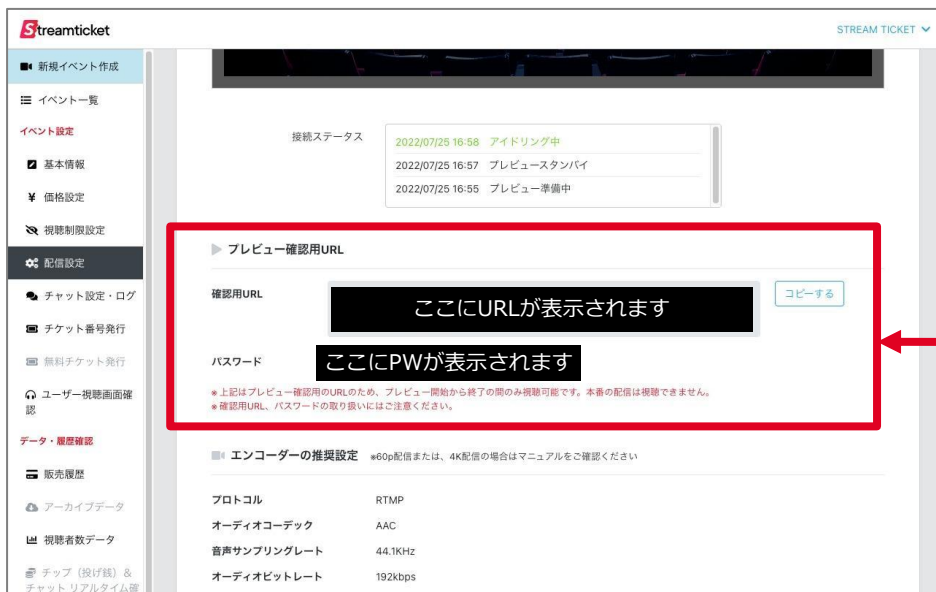 Streamticket
STREAM TICKET
新規イベント作成
イベント一覧
イベント設定
基本情報
価格設定
視聴制限設定
配信設定
チャット設定・ログ
チケット番号発行
無料チケット発行
ユーザー視聴画面確
認
データ・履歴確認
販売履歴
アーカイブデータ
視聴者数データ
チップ（投げ銭）&
チャット リアルタイム確
接続ステータス
2022/07/25 16:58 アイドリング中
2022/07/25 16:57 プレビュースタンバイ
2022/07/25 16:55 プレビュー準備中
プレビュー確認用URL
確認用URL
ここにURLが表示されます
コピーする
パスワード
ここにPWが表示されます
※上記はプレビュー確認用のURLのため、プレビュー開始から終了の間のみ視聴可能です。本番の配信は視聴できません。
※確認用URL、パスワードの取り扱いにはご注意ください。
エンコーダーの推奨設定 ※60p配信または、4K配信の場合はマニュアルをご確認ください
プロトコル RTMP
オーディオコーデック AAC
音声サンプリングレート 44.1KHz
オーディオビットレート 192kbps